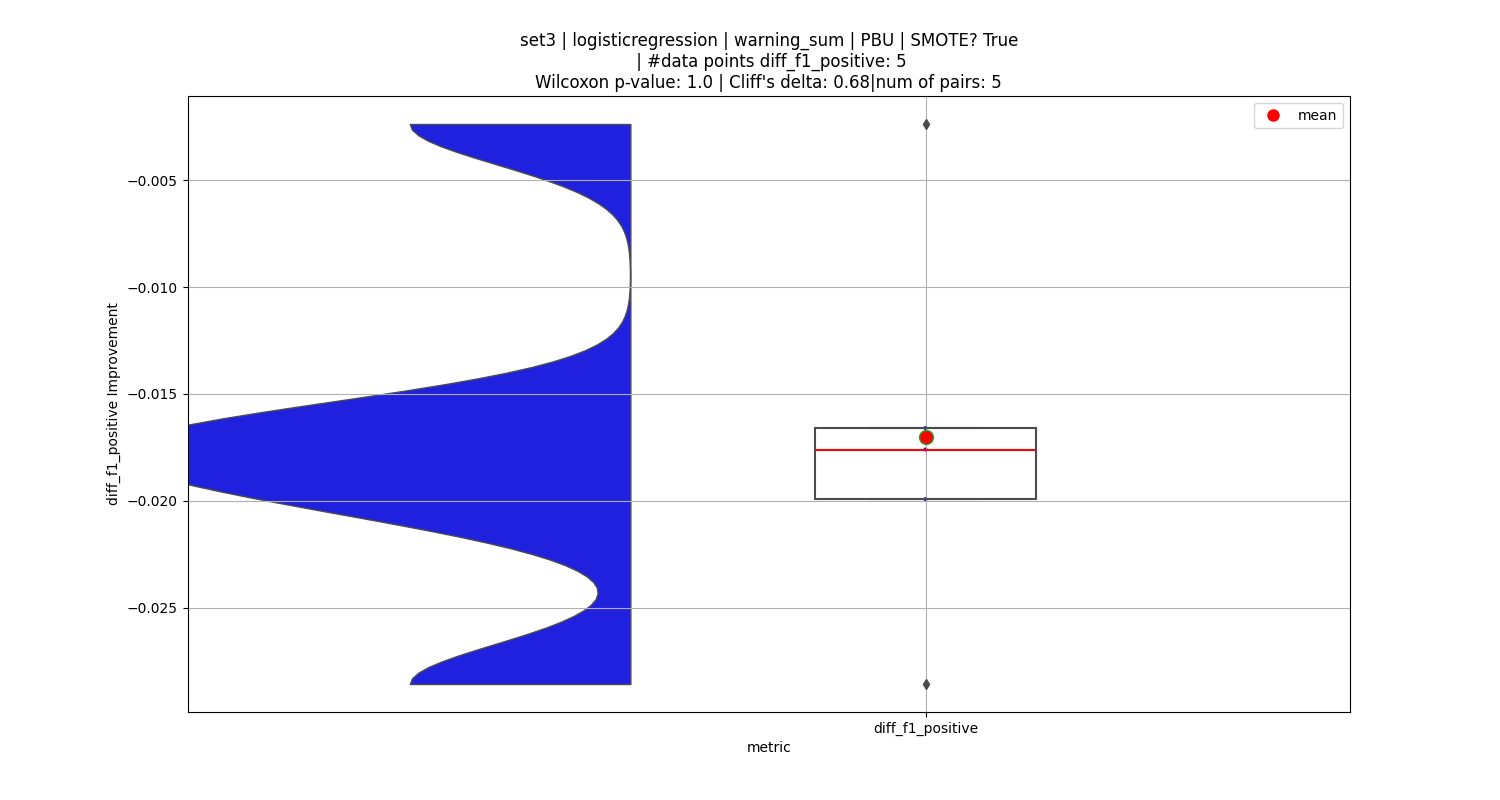 set3 | logisticregression | warning_sum | PBU | SMOTE? True
| #data points diff_f1_positive: 5
Wilcoxon p-value: 1.0 | Cliff's delta: 0.68|num of pairs: 5
mean
−0.005
−0.010
−0.015
−0.020
−0.025
diff_f1_positive Improvement
diff_f1_positive
metric